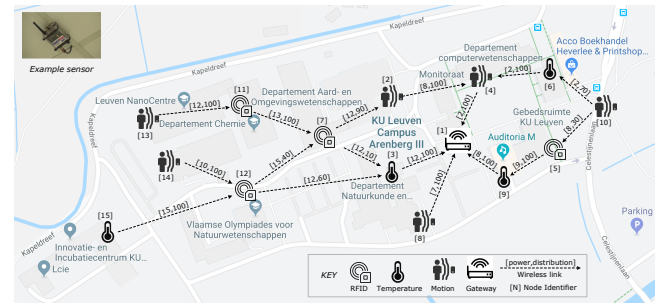 Example sensor
Kapeldreef
Departement
computerwetenschappen
Acco Boekhandel
Heverlee & Printshop...
[11]
Departement Aard- en
Omgevingswetenschappen
[2]
Monitoraat
[2,100]
[6]
Leuven NanoCentre
[12,100]
[8,100]
[4]
[2,70]
[10]
Departement Chemie
[13]
[13,100]
[7]
[12,90]
KU Leuven
Campus
Arenberg III
[1]
[2,100]
Gebedsruimte
KU Leuven
[8,30]
Kapeldreef
Auditoria M
[14]
[10,100]
[12]
[15,40]
[12,10]
[3]
[12,100]
[8,100]
[9,100]
[5]
Celestijnenlaan
[12,60]
Departement
Natuurkunde en...
[9]
[7,100]
[15]
[15,100]
Vlaamse Olympiades voor
Natuurwetenschappen
[8]
Celestijnenlaan
Parking
Kapeldreef
Innovatie- en
Incubatiecentrum KU...
Lcie
KEY
RFID
Temperature
Motion
Gateway
[power,distribution]
Wireless link
[N] Node Identifier